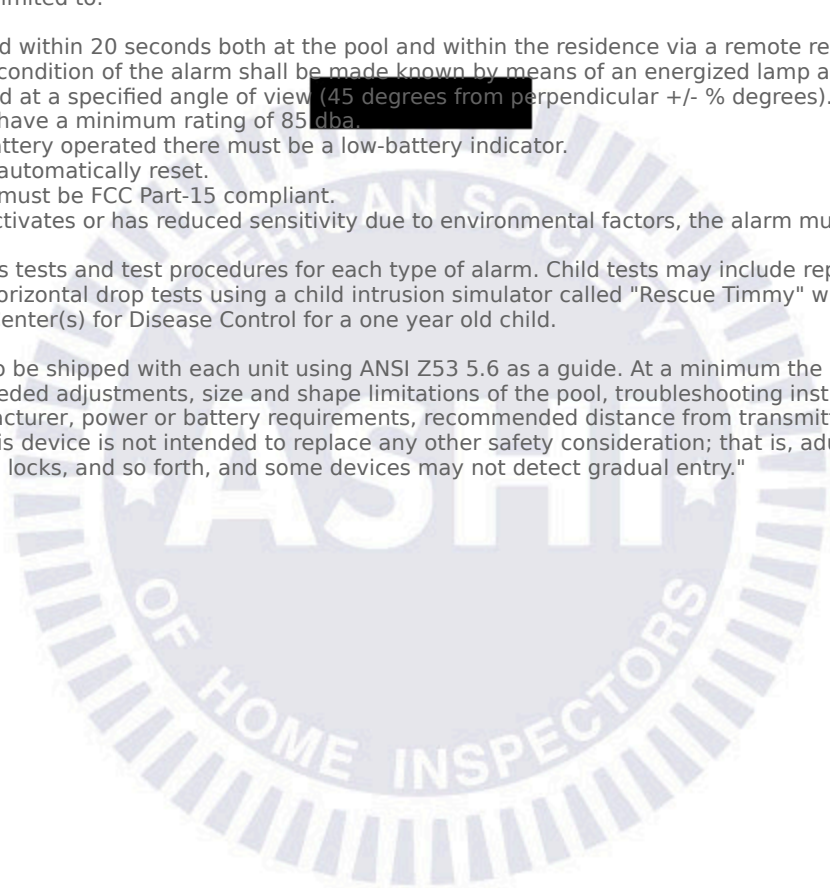 imited to:
d within 20 seconds both at the pool and within the residence via a remote re
condition of the alarm shall be made known by means of an energized lamp a
d at a specified angle of view (45 degrees from perpendicular +/- % degrees).
have a minimum rating of 85 dba.
ttery operated there must be a low-battery indicator.
automatically reset.
must be FCC Part-15 compliant.
ctivates or has reduced sensitivity due to environmental factors, the alarm mu
s tests and test procedures for each type of alarm. Child tests may include rep
orizontal drop tests using a child intrusion simulator called "Rescue Timmy" w
enter(s) for Disease Control for a one year old child.
o be shipped with each unit using ANSI Z53 5.6 as a guide. At a minimum the
eded adjustments, size and shape limitations of the pool, troubleshooting inst
acturer, power or battery requirements, recommended distance from transmit
is device is not intended to replace any other safety consideration; that is, adu
locks, and so forth, and some devices may not detect gradual entry."
AMERICAN SOCIETY
ASHI
OF HOME INSPECTORS